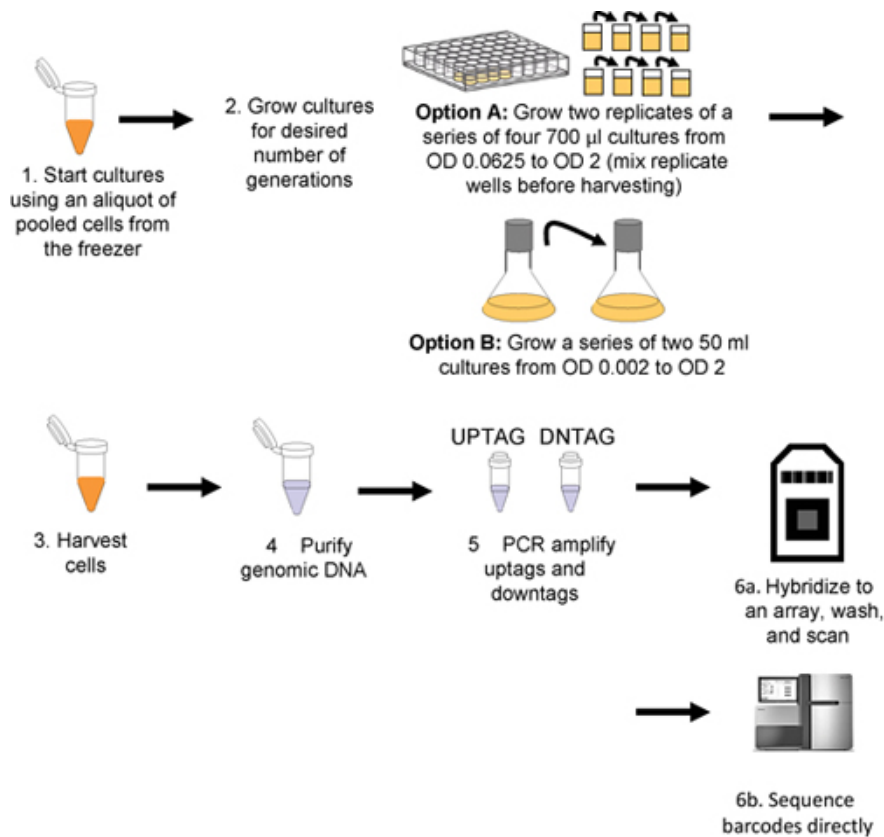 1. Start cultures
using an aliquot of
pooled cells from
the freezer
2. Grow cultures
for desired
number of
generations
Option A: Grow two replicates of a
series of four 700 µl cultures from
OD 0.0625 to OD 2 (mix replicate
wells before harvesting)
Option B: Grow a series of two 50 ml
cultures from OD 0.002 to OD 2
3. Harvest
cells
4 Purify
genomic DNA
UPTAG DNTAG
5 PCR amplify
uptags and
downtags
6a. Hybridize to
an array, wash,
and scan
6b. Sequence
barcodes directly